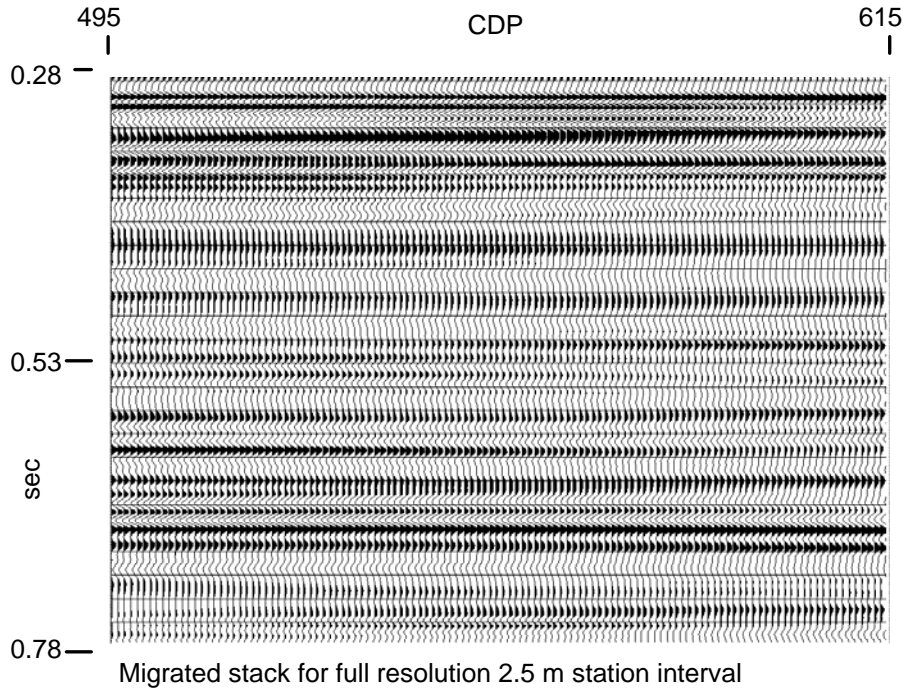 495 CDP 615
0.28
0.53
sec
0.78
Migrated stack for full resolution 2.5 m station interval